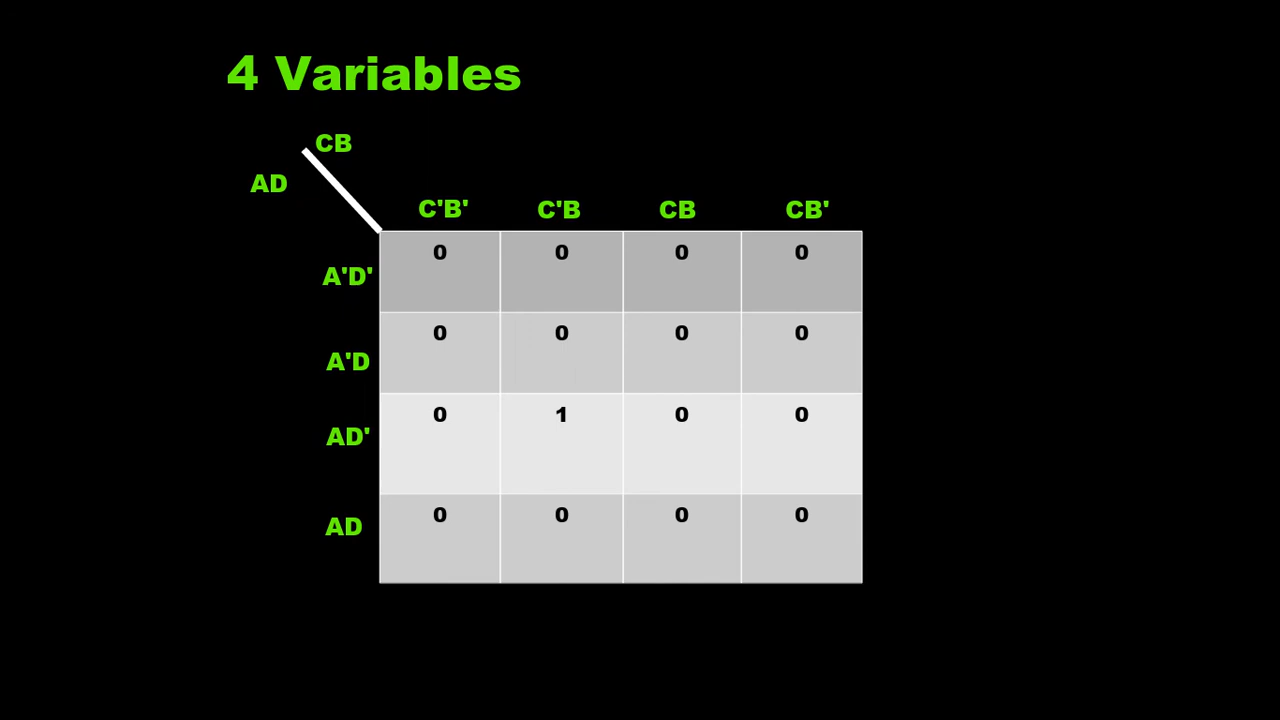 4 Variables
CB
AD
C'B' C'B CB CB'
A'D' 0 0 0 0
A'D 0 0 0 0
AD' 0 1 0 0
AD 0 0 0 0